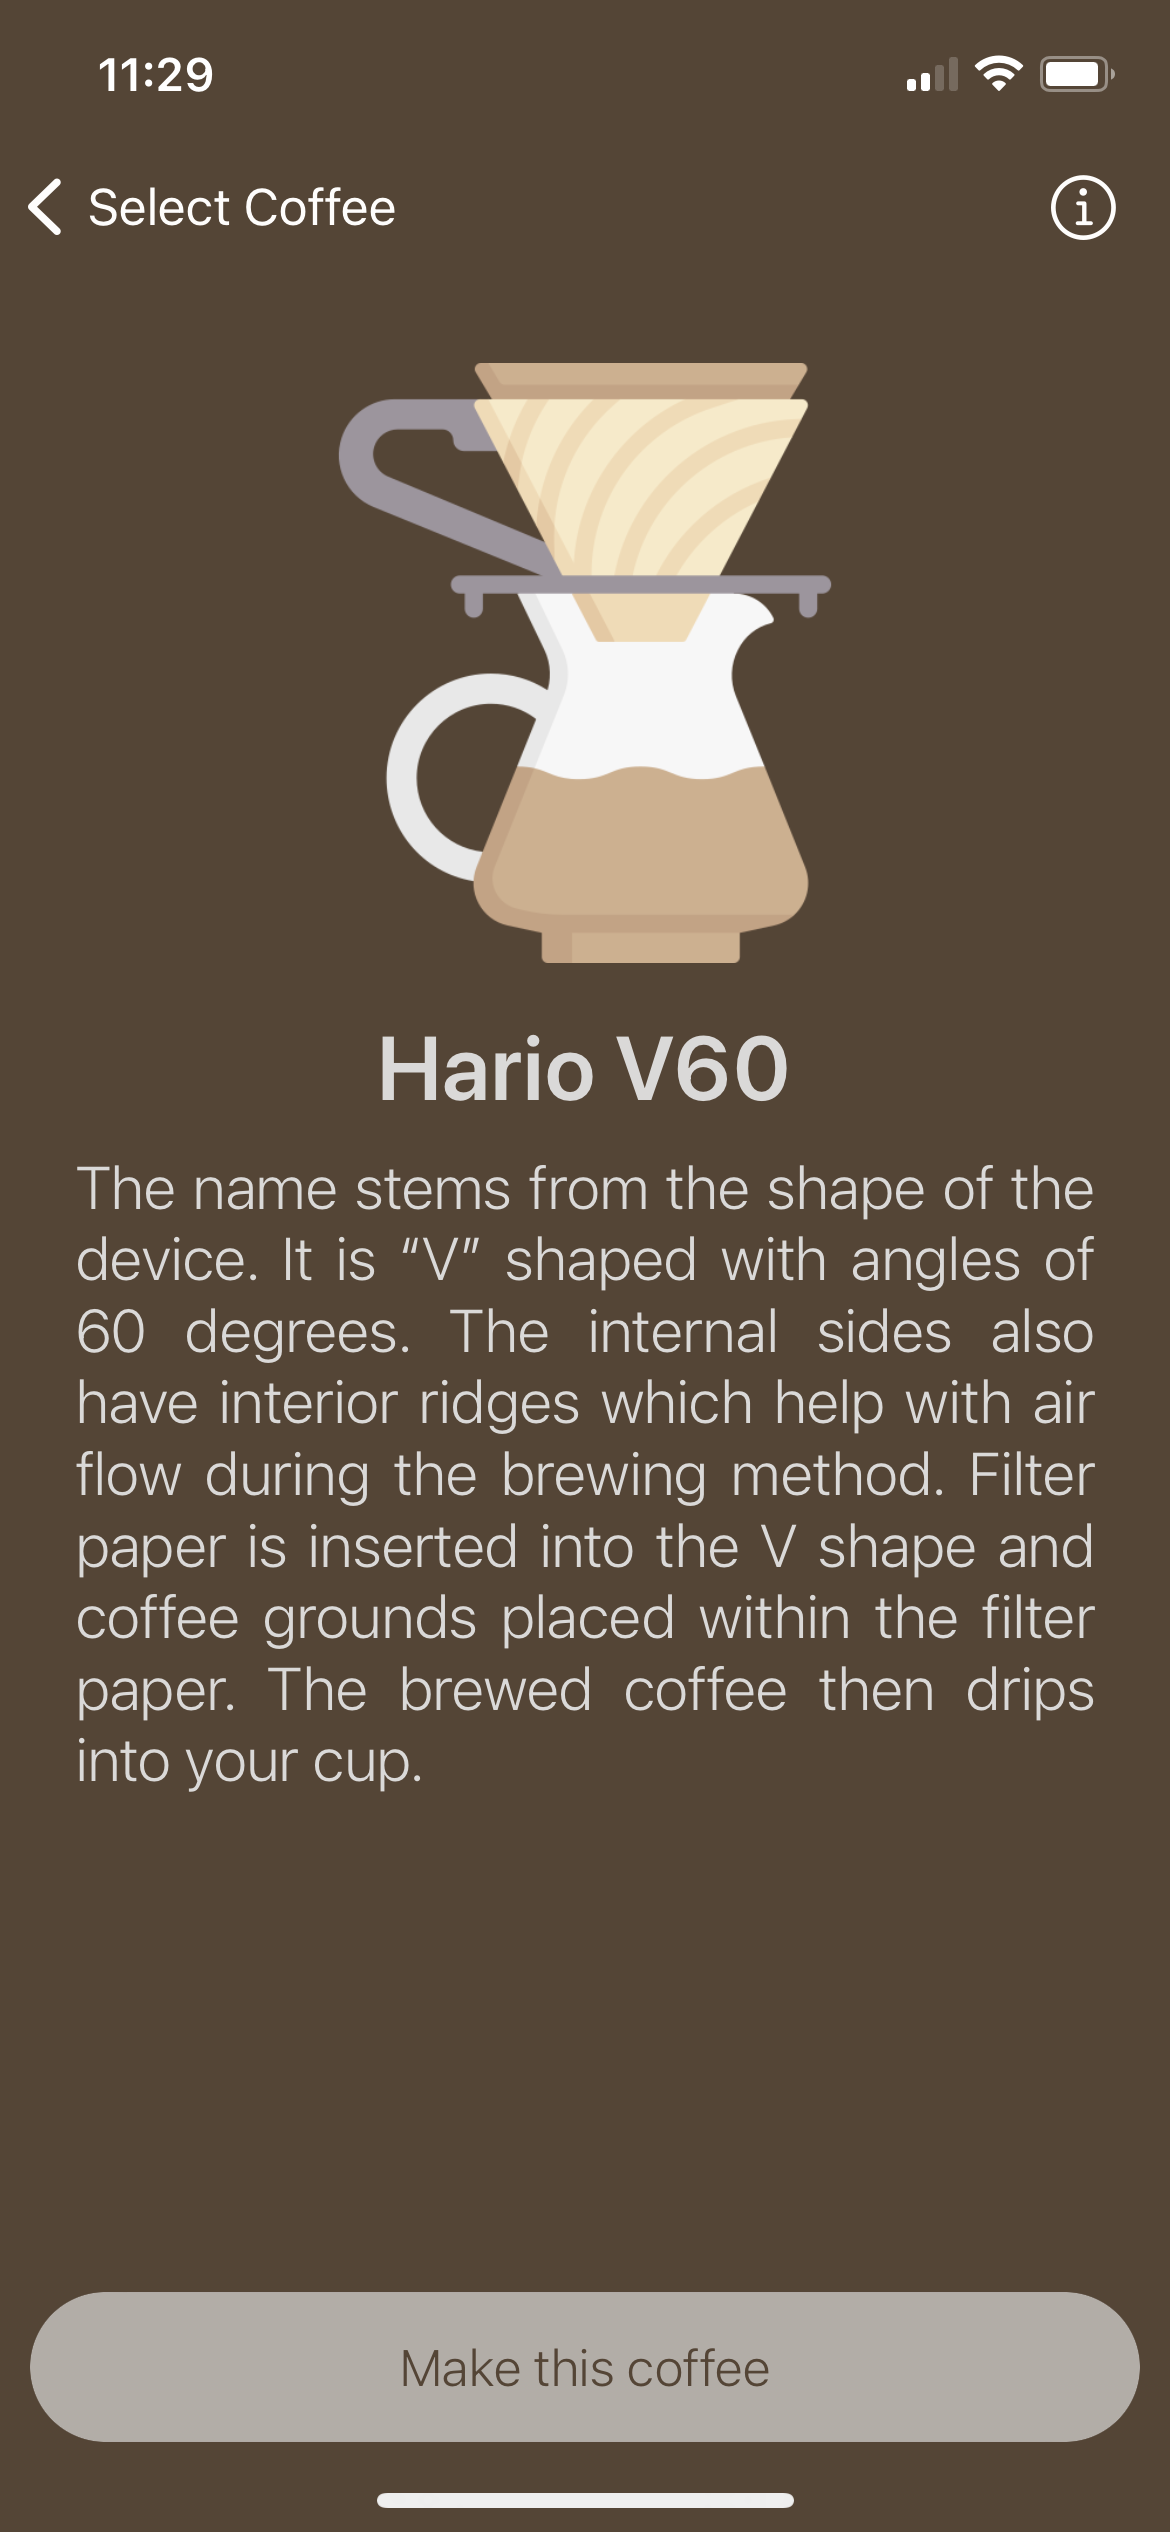 11:29
Select Coffee
Hario V60
The name stems from the shape of the
device. It is “V” shaped with angles of
60 degrees. The internal sides also
have interior ridges which help with air
flow during the brewing method. Filter
paper is inserted into the V shape and
coffee grounds placed within the filter
paper. The brewed coffee then drips
into your cup.
Make this coffee